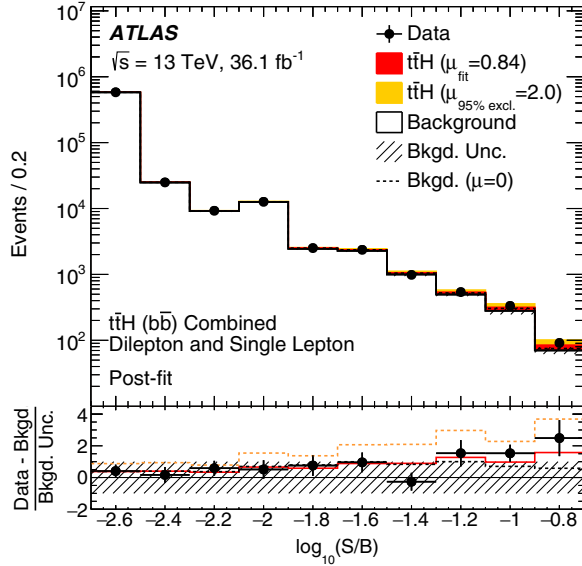 ATLAS
√s = 13 TeV, 36.1 fb⁻¹
Data
tt̄H (μ_fit=0.84)
tt̄H (μ_95% excl.=2.0)
Background
Bkgd. Unc.
Bkgd. (μ=0)
Events / 0.2
10⁷
10⁶
10⁵
10⁴
10³
10²
tt̄H (bb̄) Combined
Dilepton and Single Lepton
Post-fit
Data - Bkgd
Bkgd. Unc.
4
2
0
−2
−2.6 −2.4 −2.2 −2 −1.8 −1.6 −1.4 −1.2 −1 −0.8
log₁₀(S/B)